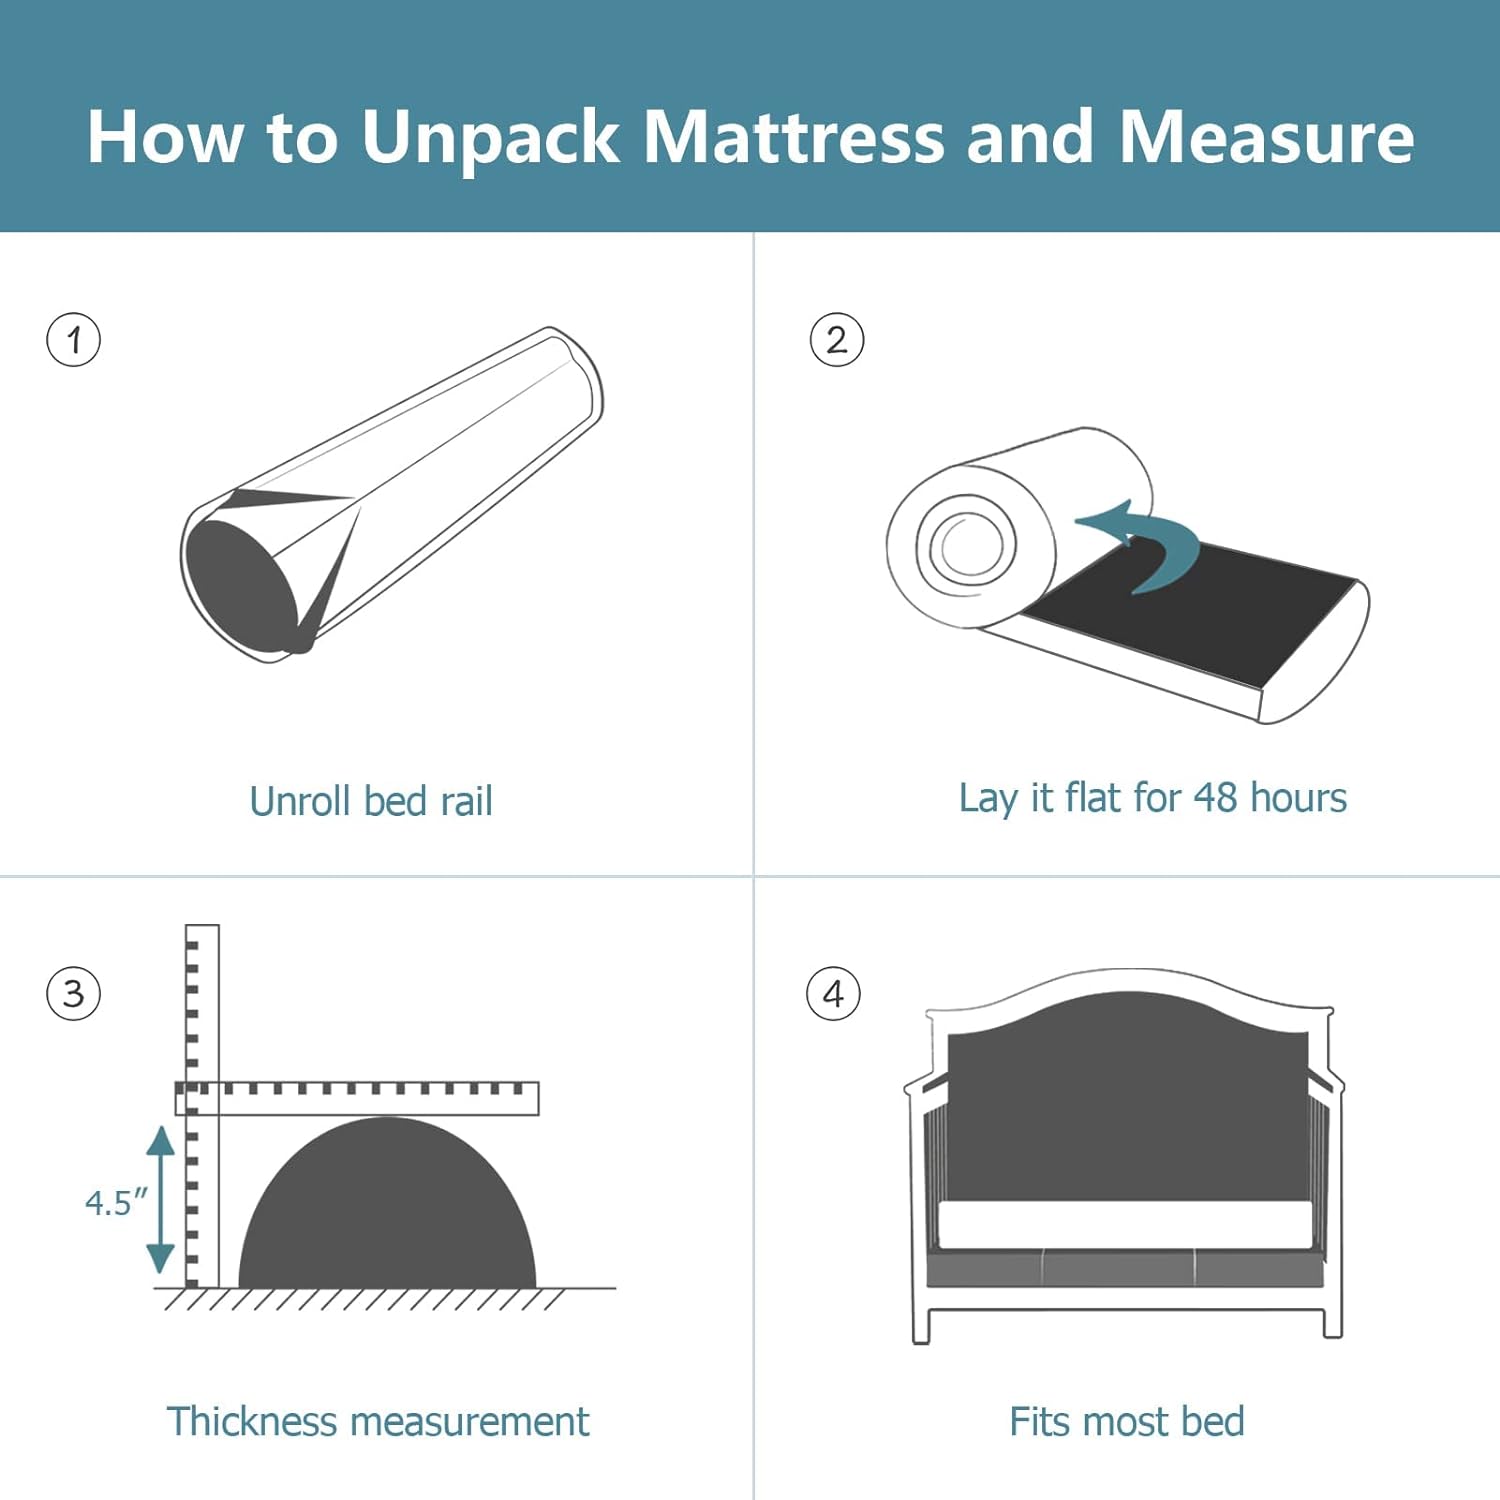 How to Unpack Mattress and Measure
1
Unroll bed rail
2
Lay it flat for 48 hours
3
4.5″
Thickness measurement
4
Fits most bed